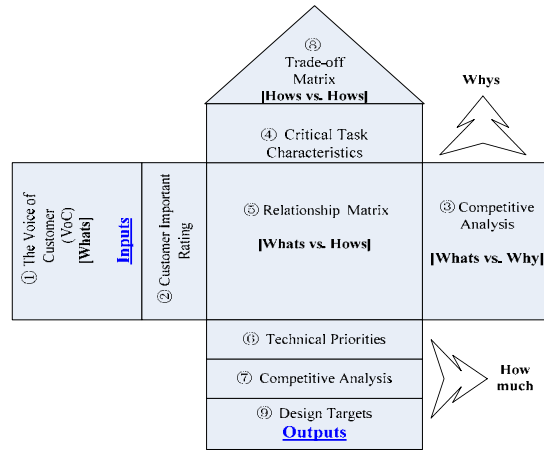 ⑧
Trade-off
Matrix
[Hows vs. Hows]
Whys
④ Critical Task
Characteristics
① The Voice of
Customer
(VoC)
[Whats]
Inputs
② Customer Important
Rating
⑤ Relationship Matrix
[Whats vs. Hows]
③ Competitive
Analysis
[Whats vs. Why]
⑥ Technical Priorities
⑦ Competitive Analysis
⑨ Design Targets
Outputs
How
much